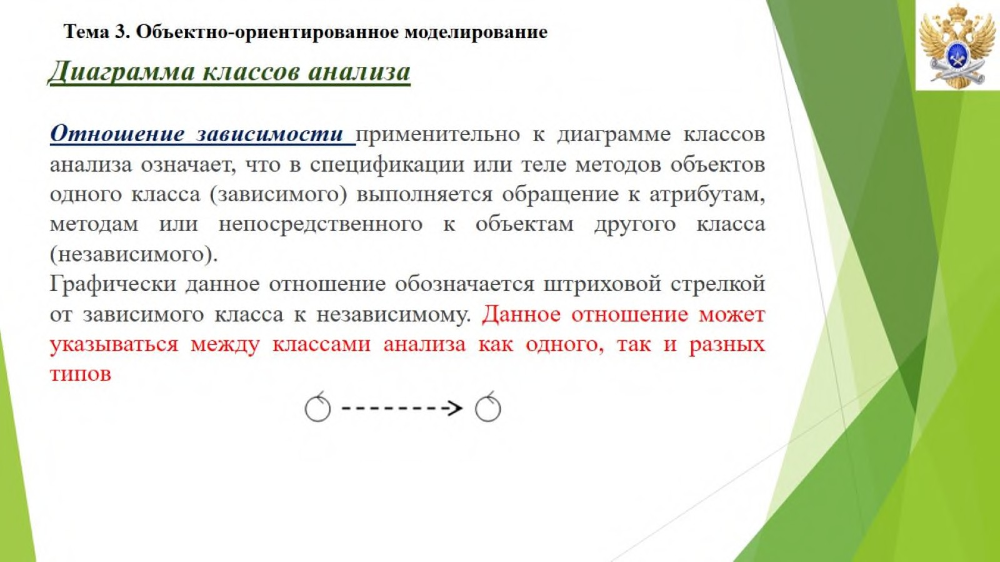 Тема 3. Объектно-ориентированное моделирование
Диаграмма классов анализа
Отношение зависимости применительно к диаграмме классов
анализа означает, что в спецификации или теле методов объектов
одного класса (зависимого) выполняется обращение к атрибутам,
методам или непосредственного к объектам другого класса
(независимого).
Графически данное отношение обозначается штриховой стрелкой
от зависимого класса к независимому. Данное отношение может
указываться между классами анализа как одного, так и разных
типов